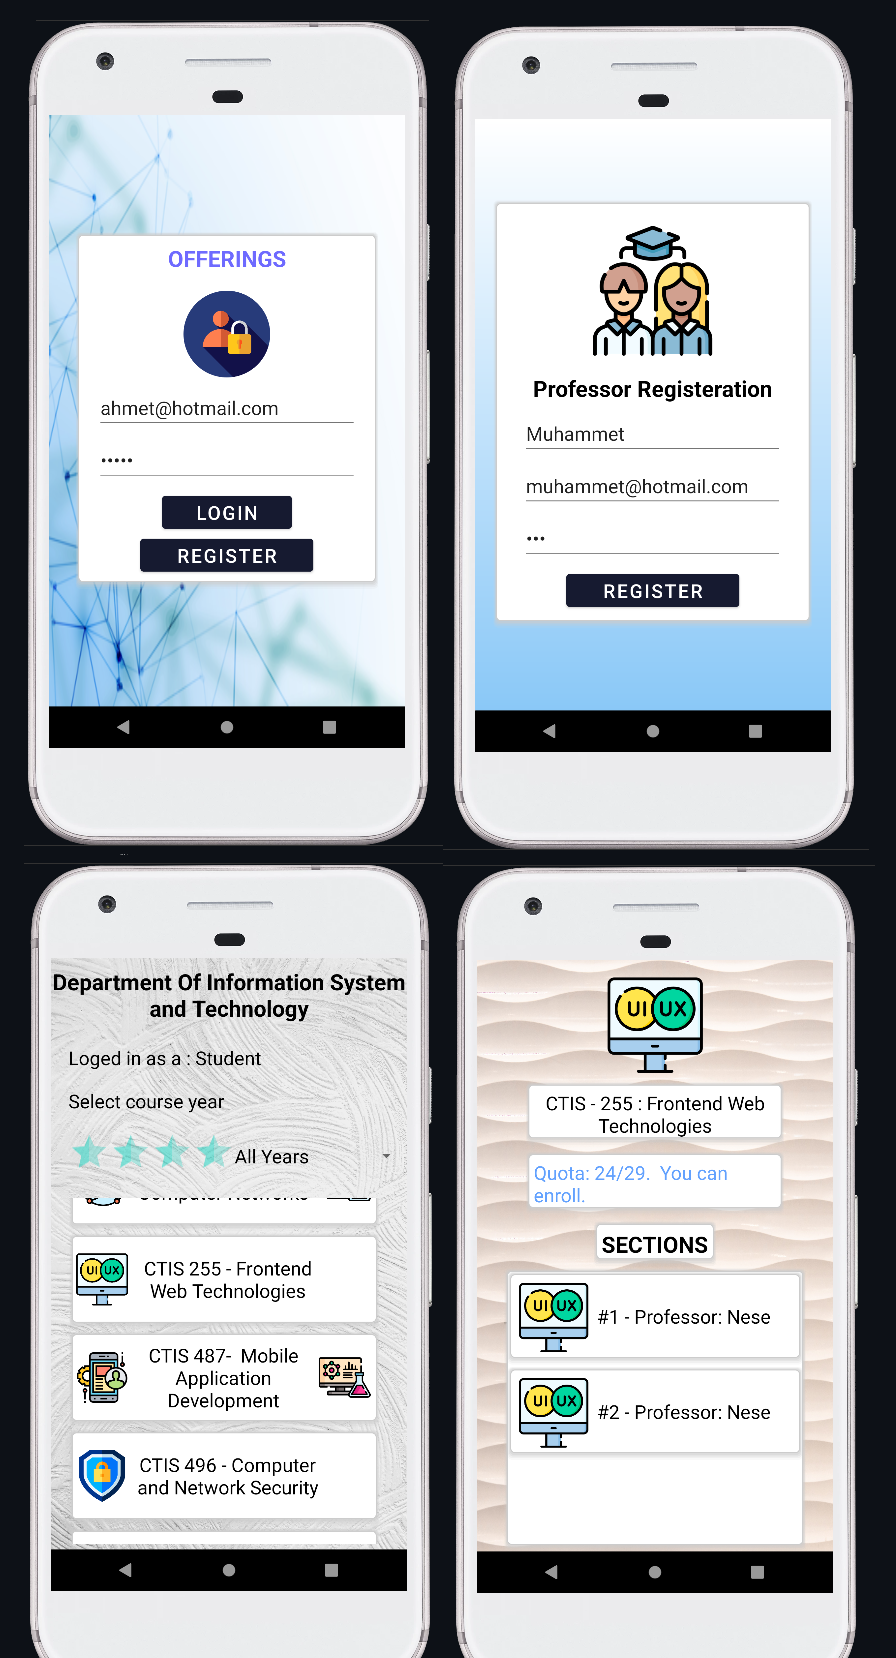 OFFERINGS
ahmet@hotmail.com
•••••
LOGIN
REGISTER
Professor Registeration
Muhammet
muhammet@hotmail.com
•••
REGISTER
Department Of Information System
and Technology
Loged in as a : Student
Select course year
All Years
Computer Networks
UI UX
CTIS 255 - Frontend
Web Technologies
CTIS 487-  Mobile
Application
Development
CTIS 496 - Computer
and Network Security
UI UX
CTIS - 255 : Frontend Web
Technologies
Quota: 24/29.  You can
enroll.
SECTIONS
UI UX
#1 - Professor: Nese
UI UX
#2 - Professor: Nese